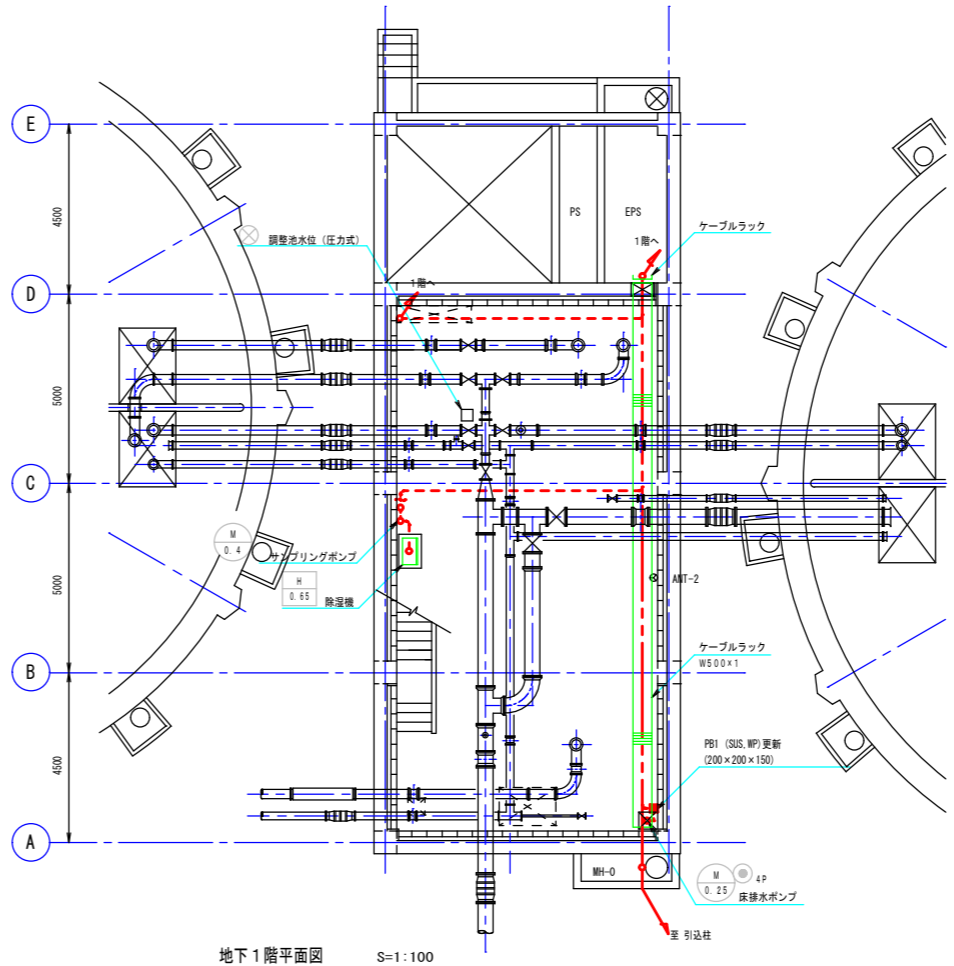 E
4500
PS
EPS
ケーブルラック
調整池水位（圧力式）
1階へ
1階へ
D
5000
C
M
0.4
サンプリングポンプ
H
0.65
除湿機
5000
ANT-2
B
ケーブルラック
W500×1
4500
PB1 (SUS,WP)更新
(200×200×150)
A
MH-0
M
0.25
4P
床排水ポンプ
至 引込柱
地下1階平面図 S=1:100